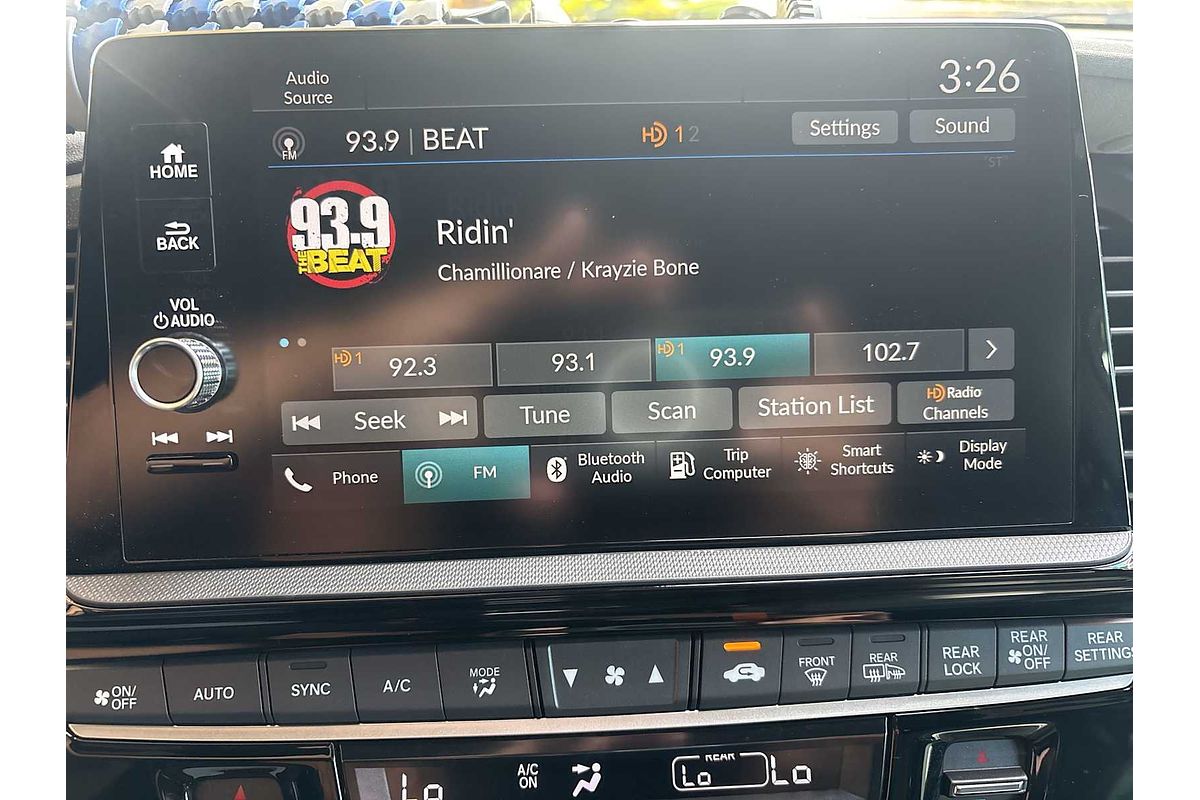 Audio
Source
3:26
FM
93.9 | BEAT
HD 1 2
Settings
Sound
ST
HOME
BACK
VOL
AUDIO
93.9
THE BEAT
Ridin'
Chamillionare / Krayzie Bone
HD 1
92.3
93.1
HD 1
93.9
102.7
Seek
Tune
Scan
Station List
HD Radio
Channels
Phone
FM
Bluetooth
Audio
Trip
Computer
Smart
Shortcuts
Display
Mode
ON/
OFF
AUTO
SYNC
A/C
MODE
FRONT
REAR
REAR
LOCK
REAR
ON/
OFF
REAR
SETTINGS
Lo
A/C
ON
REAR
Lo
Lo